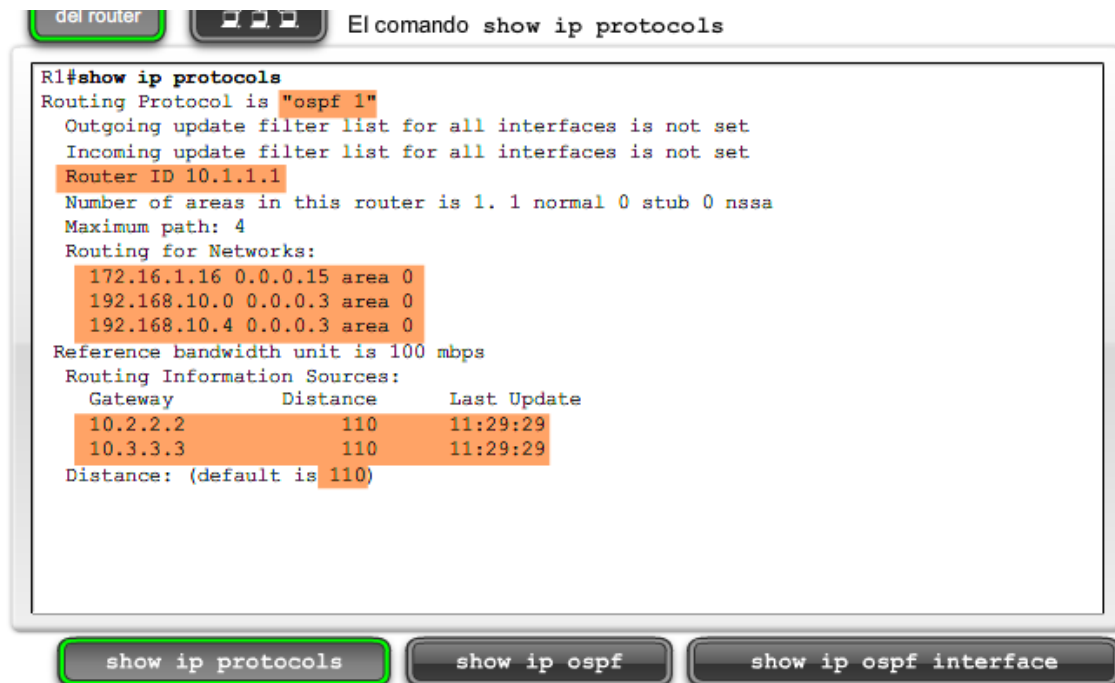 del router
El comando show ip protocols
R1#show ip protocols
Routing Protocol is "ospf 1"
Outgoing update filter list for all interfaces is not set
Incoming update filter list for all interfaces is not set
Router ID 10.1.1.1
Number of areas in this router is 1. 1 normal 0 stub 0 nssa
Maximum path: 4
Routing for Networks:
172.16.1.16 0.0.0.15 area 0
192.168.10.0 0.0.0.3 area 0
192.168.10.4 0.0.0.3 area 0
Reference bandwidth unit is 100 mbps
Routing Information Sources:
Gateway Distance Last Update
10.2.2.2 110 11:29:29
10.3.3.3 110 11:29:29
Distance: (default is 110)
show ip protocols
show ip ospf
show ip ospf interface